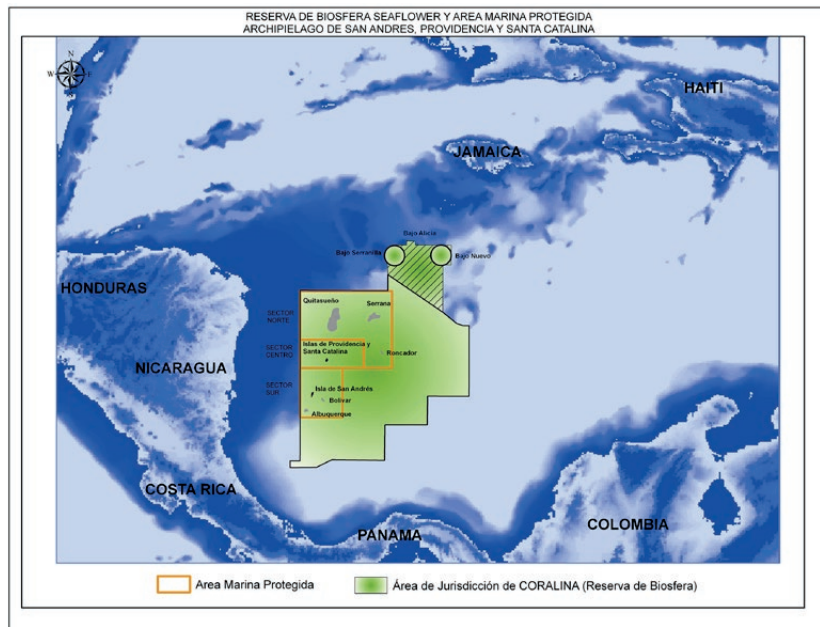 RESERVA DE BIOSFERA SEAFLOWER Y AREA MARINA PROTEGIDA
ARCHIPIELAGO DE SAN ANDRES, PROVIDENCIA Y SANTA CATALINA
N
W
E
S
HAITI
JAMAICA
Bajo Alicia
Bajo Serranilla
Bajo Nuevo
HONDURAS
Quitasueño
Serrana
SECTOR
NORTE
Islas de Providencia y
Santa Catalina
SECTOR
CENTRO
Roncador
NICARAGUA
SECTOR
SUR
Isla de San Andrés
Bolivar
Albuquerque
COSTA RICA
PANAMA
COLOMBIA
Area Marina Protegida
Área de Jurisdicción de CORALINA (Reserva de Biosfera)